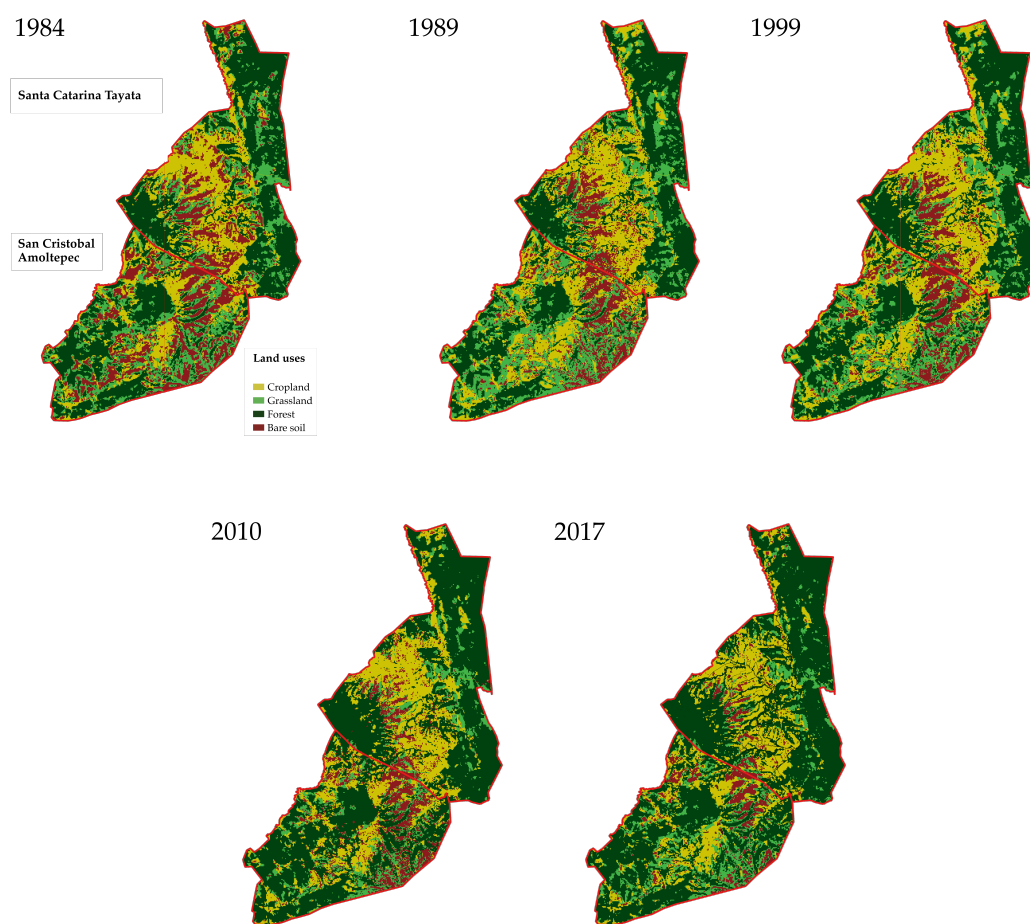 1984
1989
1999
Santa Catarina Tayata
San Cristobal
Amoltepec
Land uses
Cropland
Grassland
Forest
Bare soil
2010
2017